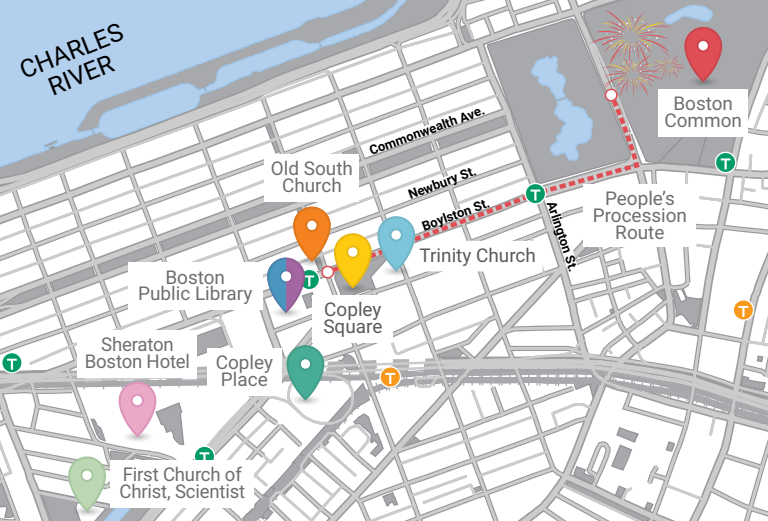 CHARLES
RIVER
Boston
Common
Commonwealth Ave.
Old South
Church
Newbury St.
People's
Procession
Route
Boylston St.
Arlington St.
Trinity Church
Boston
Public Library
Copley
Square
Sheraton
Boston Hotel
Copley
Place
First Church of
Christ, Scientist
T
T
T
T
T
T
T